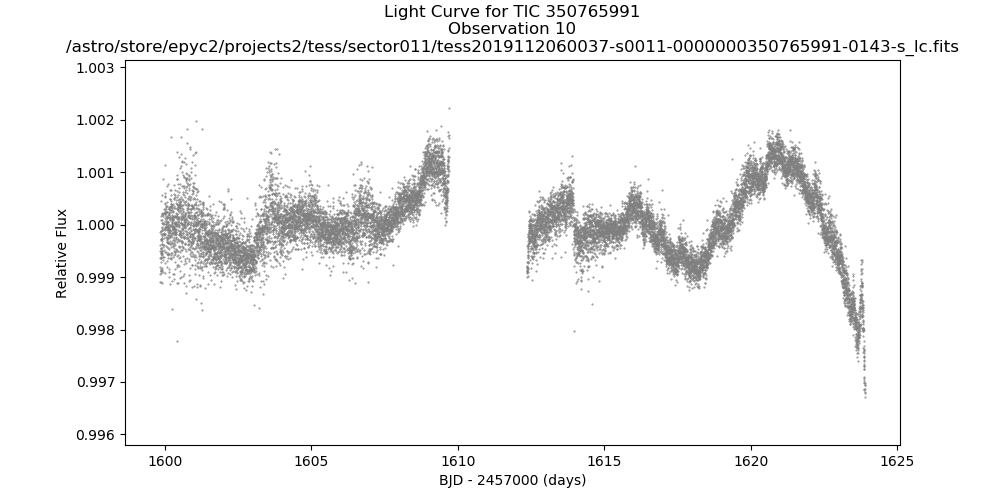 Light Curve for TIC 350765991
Observation 10
/astro/store/epyc2/projects2/tess/sector011/tess2019112060037-s0011-0000000350765991-0143-s_lc.fits
1.003
1.002
1.001
1.000
0.999
0.998
0.997
0.996
Relative Flux
1600
1605
1610
1615
1620
1625
BJD - 2457000 (days)